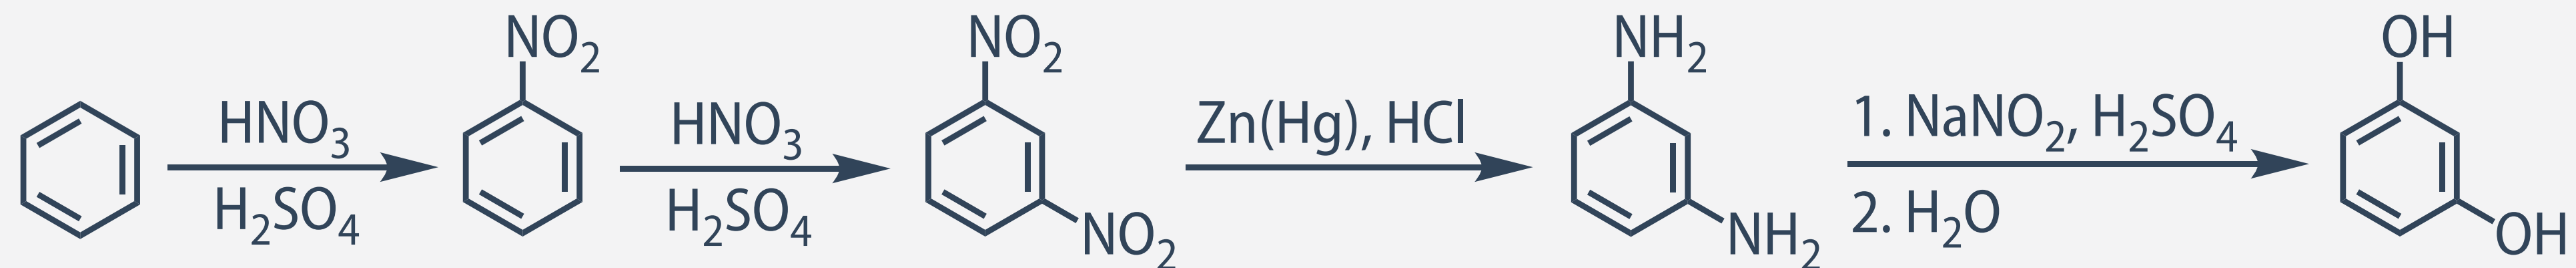 HNO₃
H₂SO₄
NO₂
HNO₃
H₂SO₄
NO₂
NO₂
Zn(Hg), HCl
NH₂
NH₂
1. NaNO₂, H₂SO₄
2. H₂O
OH
OH